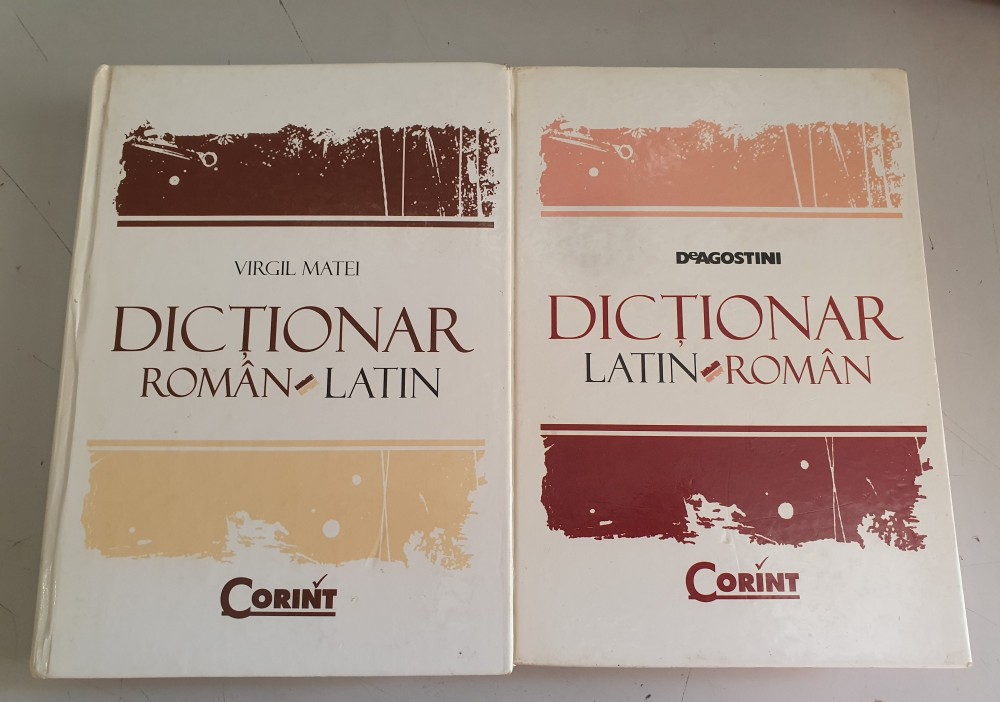 VIRGIL MATEI
DICȚIONAR
ROMÂN LATIN
CORINT
DeAGOSTINI
DICȚIONAR
LATIN ROMÂN
CORINT